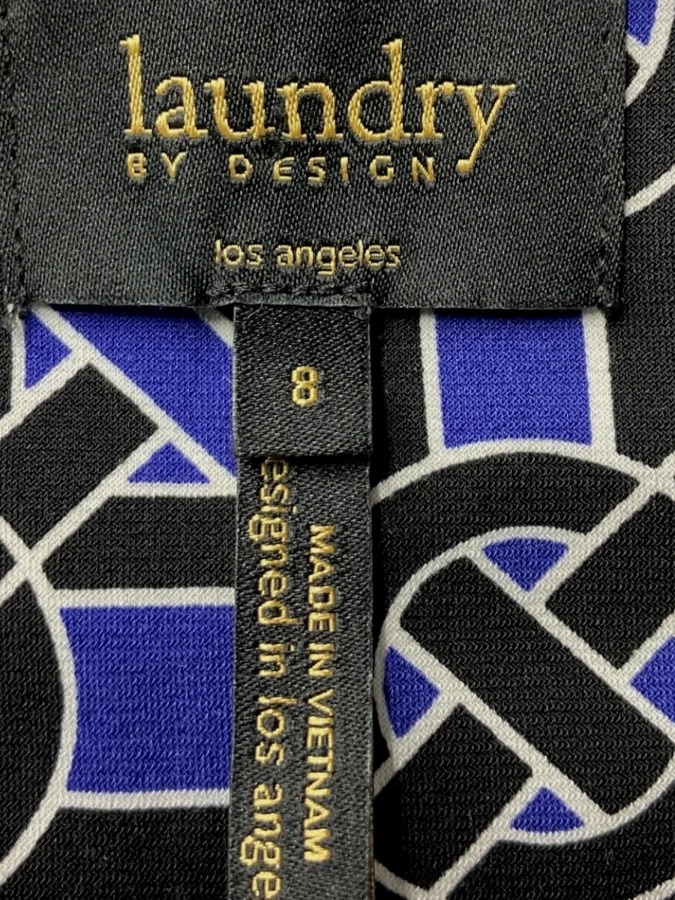 laundry
BY DESIGN
los angeles
8
MADE IN VIETNAM
esigned in los ange